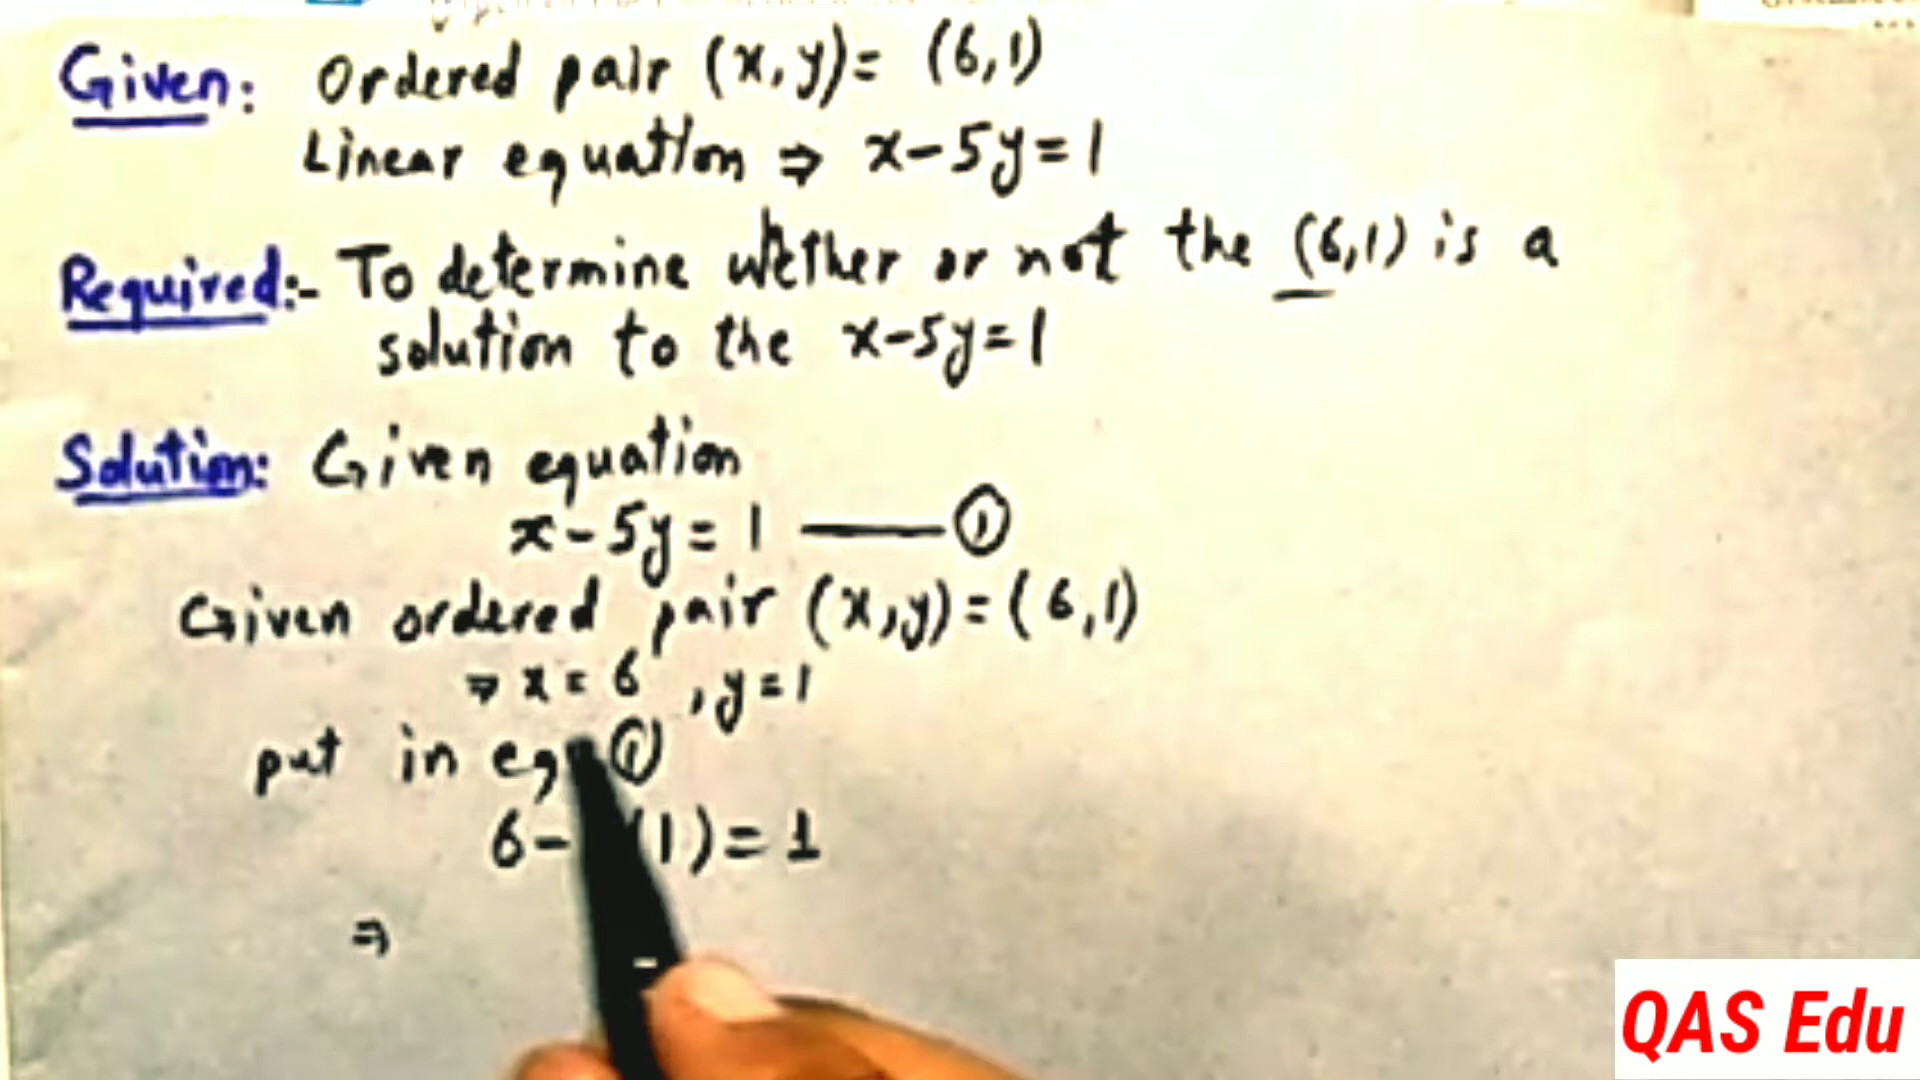 Given: Ordered pair (x,y)= (6,1)
Linear equation ⇒ x-5y=1
Required:- To determine whether or not the (6,1) is a
solution to the x-5y=1
Solution: Given equation
x-5y=1 —— ①
Given ordered pair (x,y)=(6,1)
⇒ x=6 , y=1
put in eq ①
6- (1)=1
⇒
QAS Edu